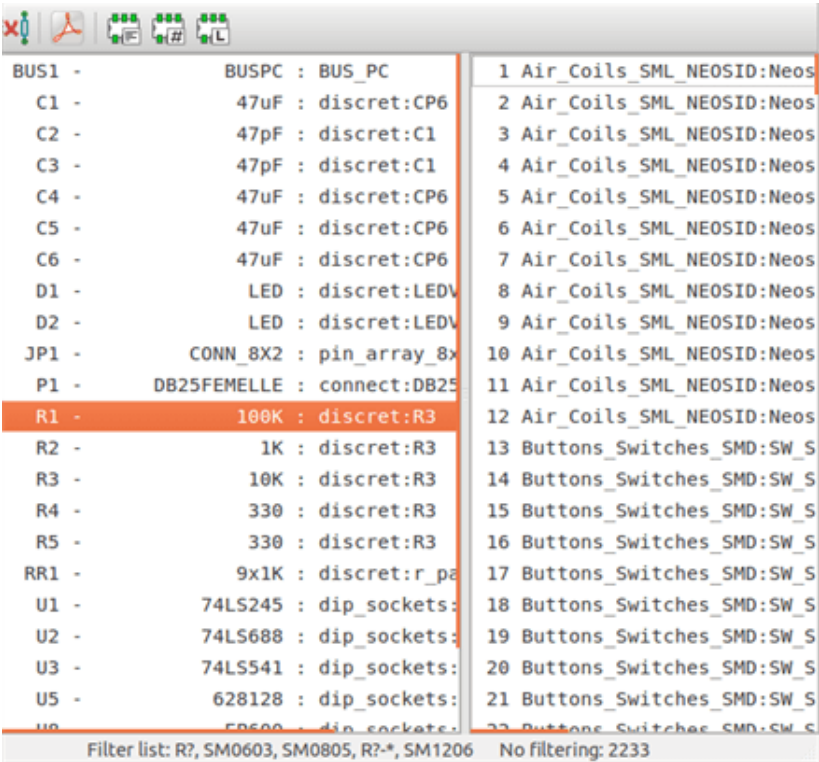 BUS1 - BUSPC : BUS_PC
C1 - 47uF : discret:CP6
C2 - 47pF : discret:C1
C3 - 47pF : discret:C1
C4 - 47uF : discret:CP6
C5 - 47uF : discret:CP6
C6 - 47uF : discret:CP6
D1 - LED : discret:LEDV
D2 - LED : discret:LEDV
JP1 - CONN_8X2 : pin_array_8x
P1 - DB25FEMELLE : connect:DB25
R1 - 100K : discret:R3
R2 - 1K : discret:R3
R3 - 10K : discret:R3
R4 - 330 : discret:R3
R5 - 330 : discret:R3
RR1 - 9x1K : discret:r_pa
U1 - 74LS245 : dip_sockets:
U2 - 74LS688 : dip_sockets:
U3 - 74LS541 : dip_sockets:
U5 - 628128 : dip_sockets:
U8 - EP600 : dip_sockets:
1 Air_Coils_SML_NEOSID:Neos
2 Air_Coils_SML_NEOSID:Neos
3 Air_Coils_SML_NEOSID:Neos
4 Air_Coils_SML_NEOSID:Neos
5 Air_Coils_SML_NEOSID:Neos
6 Air_Coils_SML_NEOSID:Neos
7 Air_Coils_SML_NEOSID:Neos
8 Air_Coils_SML_NEOSID:Neos
9 Air_Coils_SML_NEOSID:Neos
10 Air_Coils_SML_NEOSID:Neos
11 Air_Coils_SML_NEOSID:Neos
12 Air_Coils_SML_NEOSID:Neos
13 Buttons_Switches_SMD:SW_S
14 Buttons_Switches_SMD:SW_S
15 Buttons_Switches_SMD:SW_S
16 Buttons_Switches_SMD:SW_S
17 Buttons_Switches_SMD:SW_S
18 Buttons_Switches_SMD:SW_S
19 Buttons_Switches_SMD:SW_S
20 Buttons_Switches_SMD:SW_S
21 Buttons_Switches_SMD:SW_S
22 Buttons_Switches_SMD:SW_S
Filter list: R?, SM0603, SM0805, R?-*, SM1206 No filtering: 2233